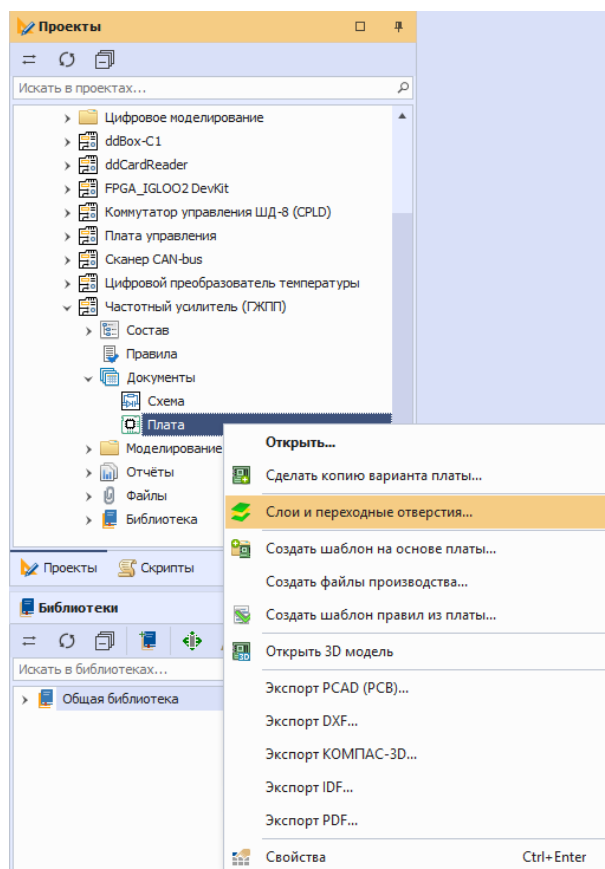 Проекты
Искать в проектах...
Цифровое моделирование
ddBox-C1
ddCardReader
FPGA_IGLOO2 DevKit
Коммутатор управления ШД-8 (CPLD)
Плата управления
Сканер CAN-bus
Цифровой преобразователь температуры
Частотный усилитель (ГЖПП)
Состав
Правила
Документы
Схема
Плата
Моделирование
Отчёты
Файлы
Библиотека
Проекты
Скрипты
Библиотеки
Искать в библиотеках...
Общая библиотека
Открыть...
Сделать копию варианта платы...
Слои и переходные отверстия...
Создать шаблон на основе платы...
Создать файлы производства...
Создать шаблон правил из платы...
Открыть 3D модель
Экспорт PCAD (PCB)...
Экспорт DXF...
Экспорт КОМПАС-3D...
Экспорт IDF...
Экспорт PDF...
Свойства Ctrl+Enter